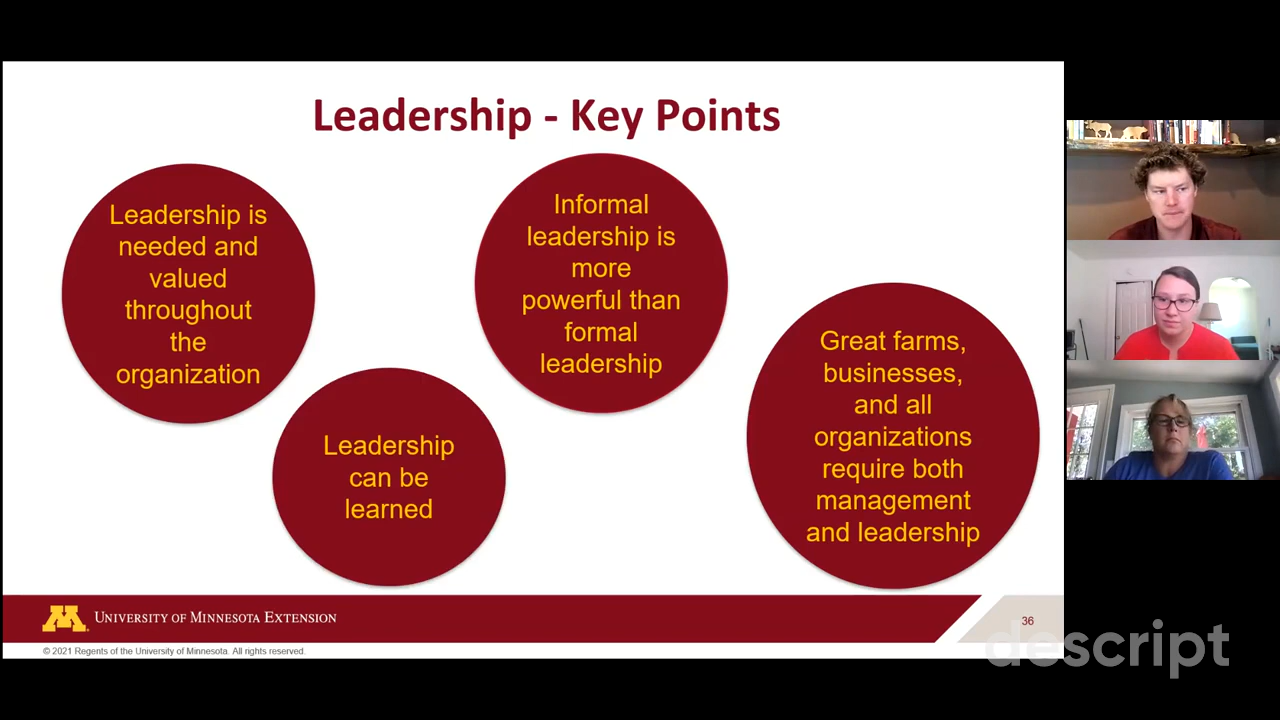 Leadership - Key Points
Leadership is
needed and
valued
throughout
the
organization
Leadership
can be
learned
Informal
leadership is
more
powerful than
formal
leadership
Great farms,
businesses,
and all
organizations
require both
management
and leadership
M
UNIVERSITY OF MINNESOTA EXTENSION
36
© 2021 Regents of the University of Minnesota. All rights reserved.
descript